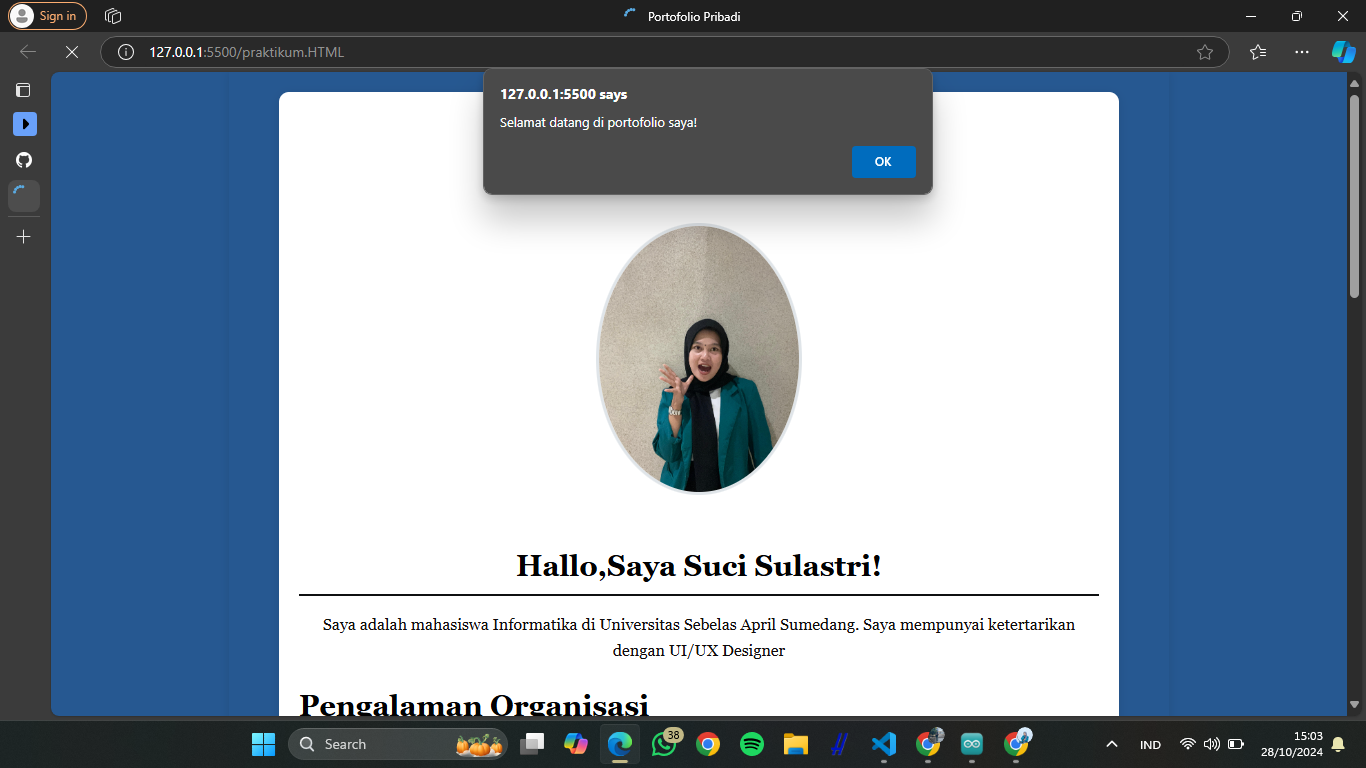 Sign in
Portofolio Pribadi
127.0.0.1:5500/praktikum.HTML
127.0.0.1:5500 says
Selamat datang di portofolio saya!
OK
Hallo,Saya Suci Sulastri!
Saya adalah mahasiswa Informatika di Universitas Sebelas April Sumedang. Saya mempunyai ketertarikan
dengan UI/UX Designer
Pengalaman Organisasi
Search
38
IND
15:03
28/10/2024